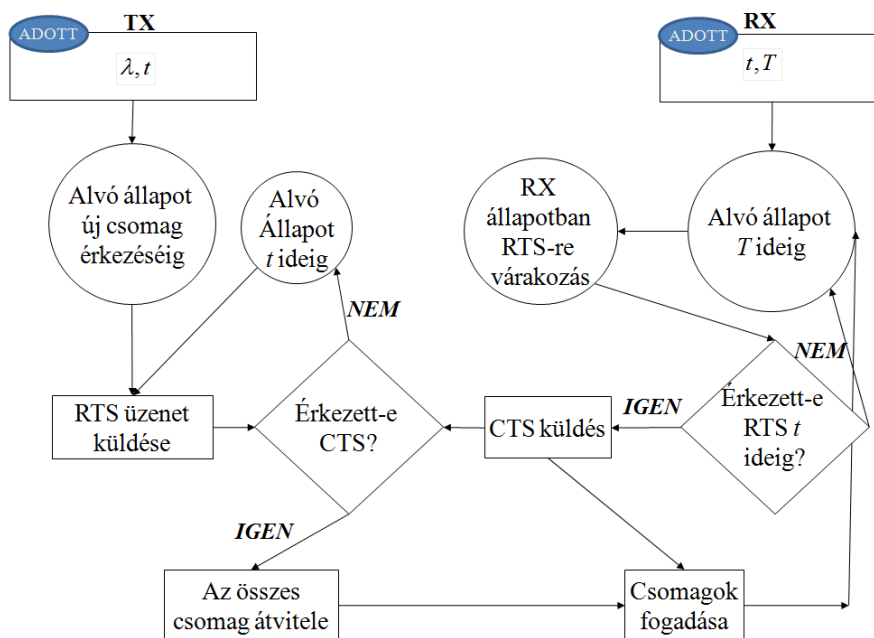 TX
ADOTT
λ, t
RX
ADOTT
t, T
Alvó állapot
új csomag
érkezéséig
Alvó
Állapot
t ideig
RX
állapotban
RTS-re
várakozás
Alvó állapot
T ideig
NEM
NEM
RTS üzenet
küldése
Érkezett-e
CTS?
CTS küldés
IGEN
Érkezett-e
RTS t
ideig?
IGEN
Az összes
csomag átvitele
Csomagok
fogadása